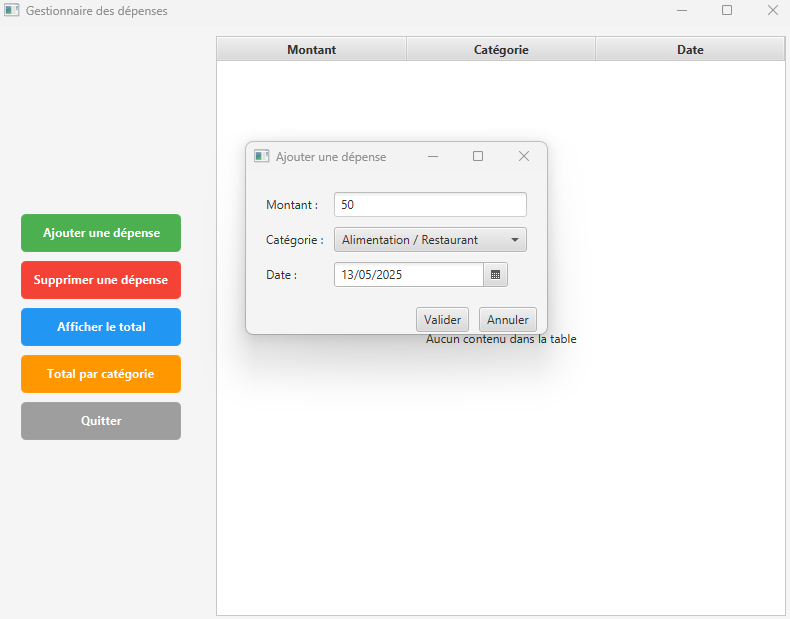 Gestionnaire des dépenses
Montant Catégorie Date
Ajouter une dépense
Montant : 50
Catégorie : Alimentation / Restaurant
Date : 13/05/2025
Valider Annuler
Aucun contenu dans la table
Ajouter une dépense
Supprimer une dépense
Afficher le total
Total par catégorie
Quitter